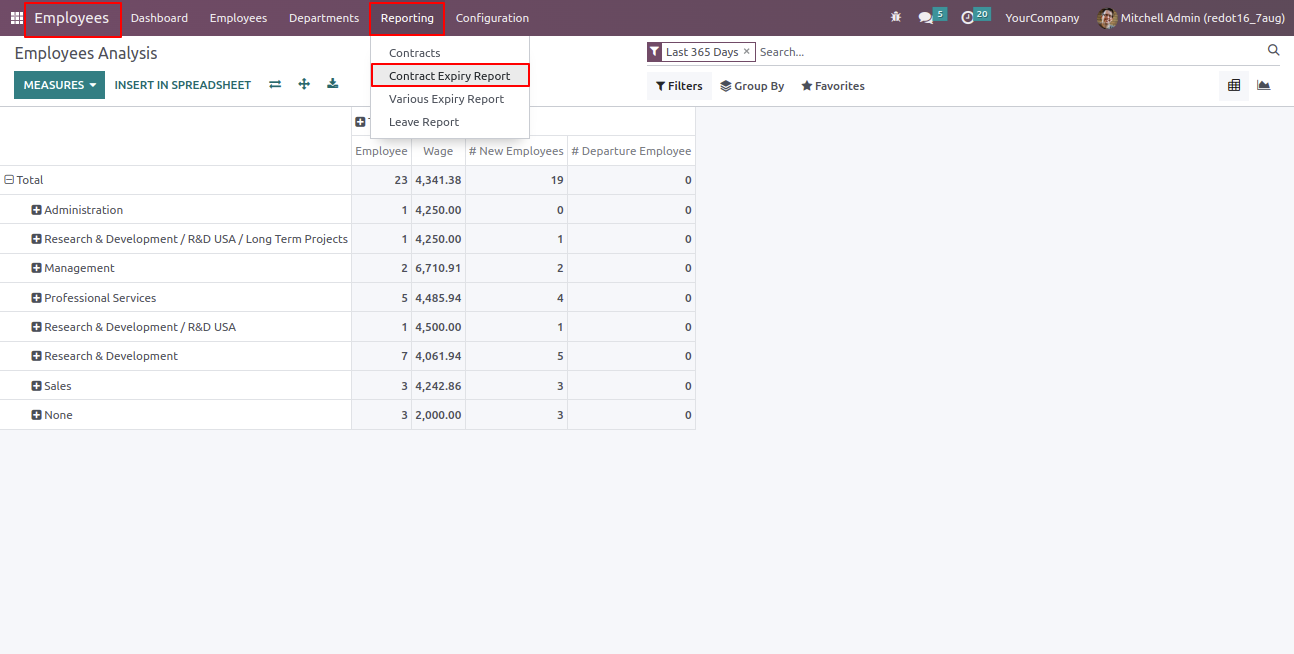 Employees Dashboard Employees Departments Reporting Configuration 5 20 YourCompany Mitchell Admin (redot16_7aug)
Employees Analysis Last 365 Days × Search...
MEASURES INSERT IN SPREADSHEET Filters Group By Favorites
Contracts
Contract Expiry Report
Various Expiry Report
Leave Report
Employee Wage # New Employees # Departure Employee
Total 23 4,341.38 19 0
Administration 1 4,250.00 0 0
Research & Development / R&D USA / Long Term Projects 1 4,250.00 1 0
Management 2 6,710.91 2 0
Professional Services 5 4,485.94 4 0
Research & Development / R&D USA 1 4,500.00 1 0
Research & Development 7 4,061.94 5 0
Sales 3 4,242.86 3 0
None 3 2,000.00 3 0